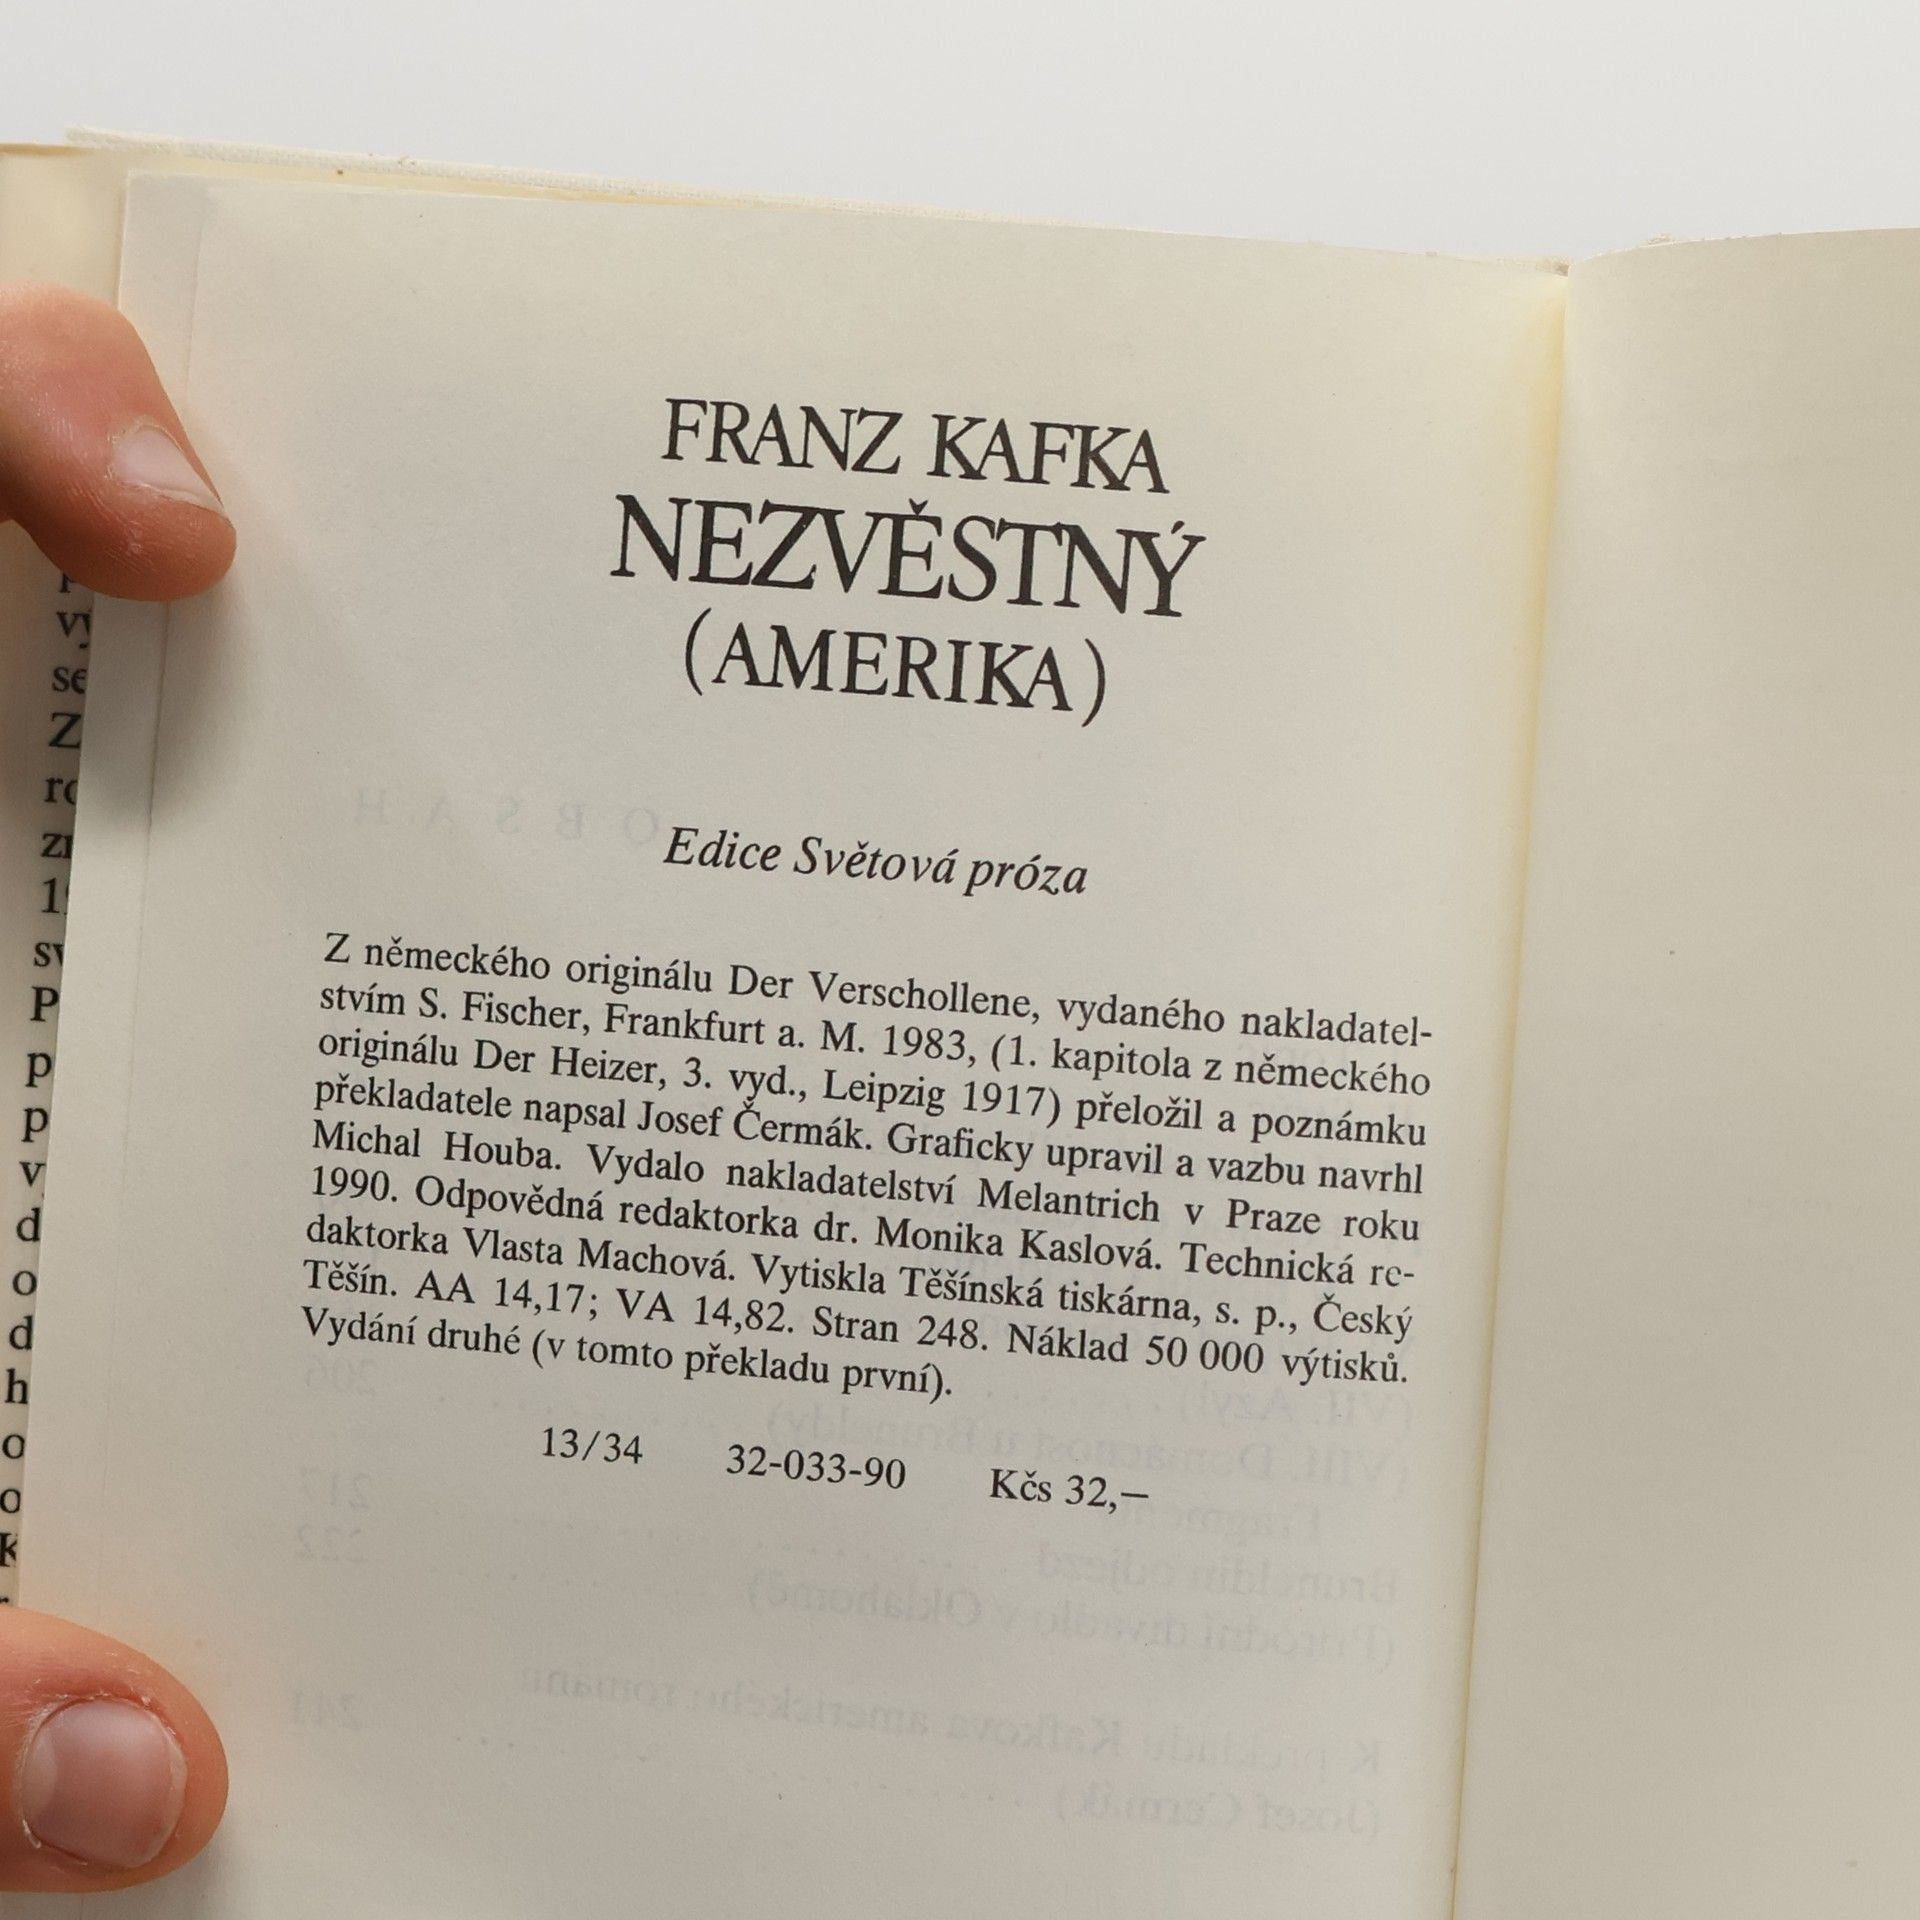 FRANZ KAFKA
NEZVĚSTNÝ
(AMERIKA)
Edice Světová próza
Z německého originálu Der Verschollene, vydaného nakladatel-
stvím S. Fischer, Frankfurt a. M. 1983, (1. kapitola z německého
originálu Der Heizer, 3. vyd., Leipzig 1917) přeložil a poznámku
překladatele napsal Josef Čermák. Graficky upravil a vazbu navrhl
Michal Houba. Vydalo nakladatelství Melantrich v Praze roku
1990. Odpovědná redaktorka dr. Monika Kaslová. Technická re-
daktorka Vlasta Machová. Vytiskla Těšínská tiskárna, s. p., Český
Těšín. AA 14,17; VA 14,82. Stran 248. Náklad 50 000 výtisků.
Vydání druhé (v tomto překladu první).
13/34 32-033-90 Kčs 32,—